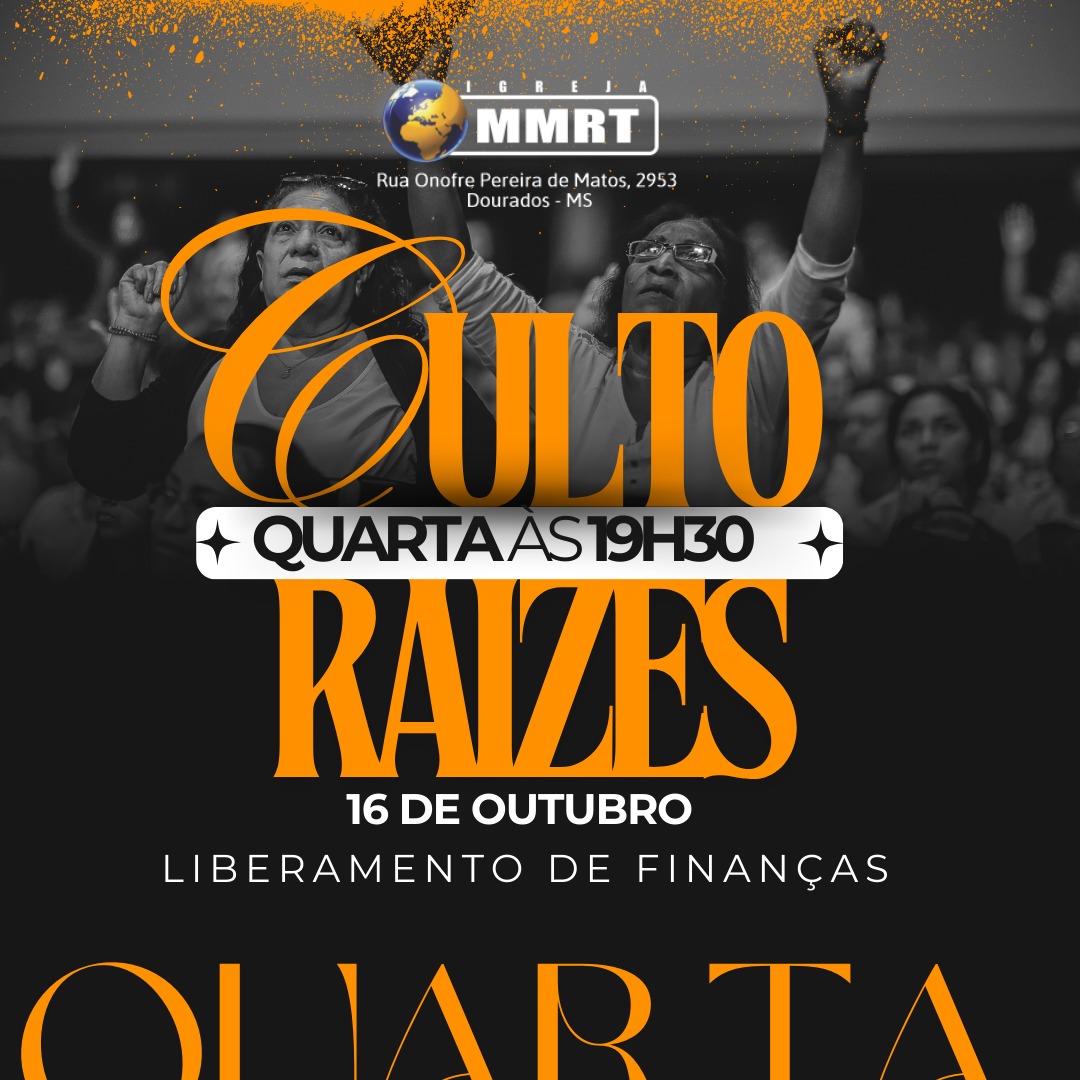 IGREJA
MMRT
Rua Onofre Pereira de Matos, 2953
Dourados - MS
CULTO
QUARTA ÀS 19H30
RAIZES
16 DE OUTUBRO
LIBERAMENTO DE FINANÇAS
QUARTA